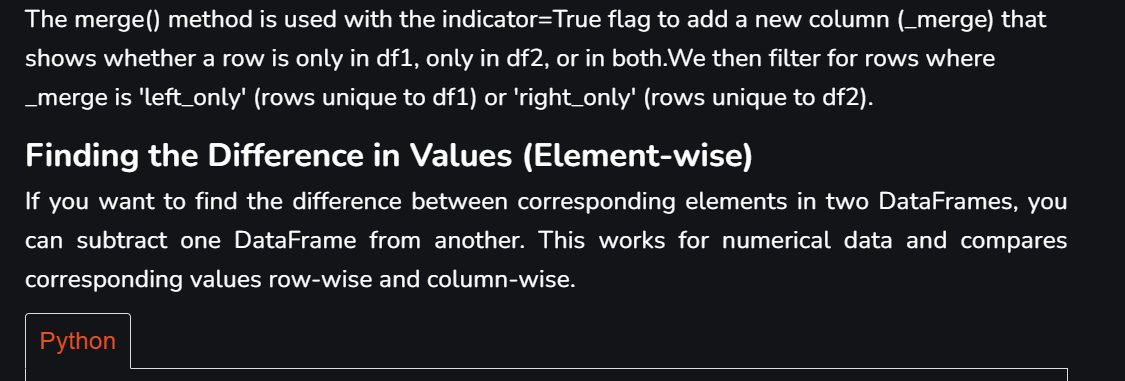 The merge() method is used with the indicator=True flag to add a new column (_merge) that
shows whether a row is only in df1, only in df2, or in both.We then filter for rows where
_merge is 'left_only' (rows unique to df1) or 'right_only' (rows unique to df2).
Finding the Difference in Values (Element-wise)
If you want to find the difference between corresponding elements in two DataFrames, you
can subtract one DataFrame from another. This works for numerical data and compares
corresponding values row-wise and column-wise.
Python